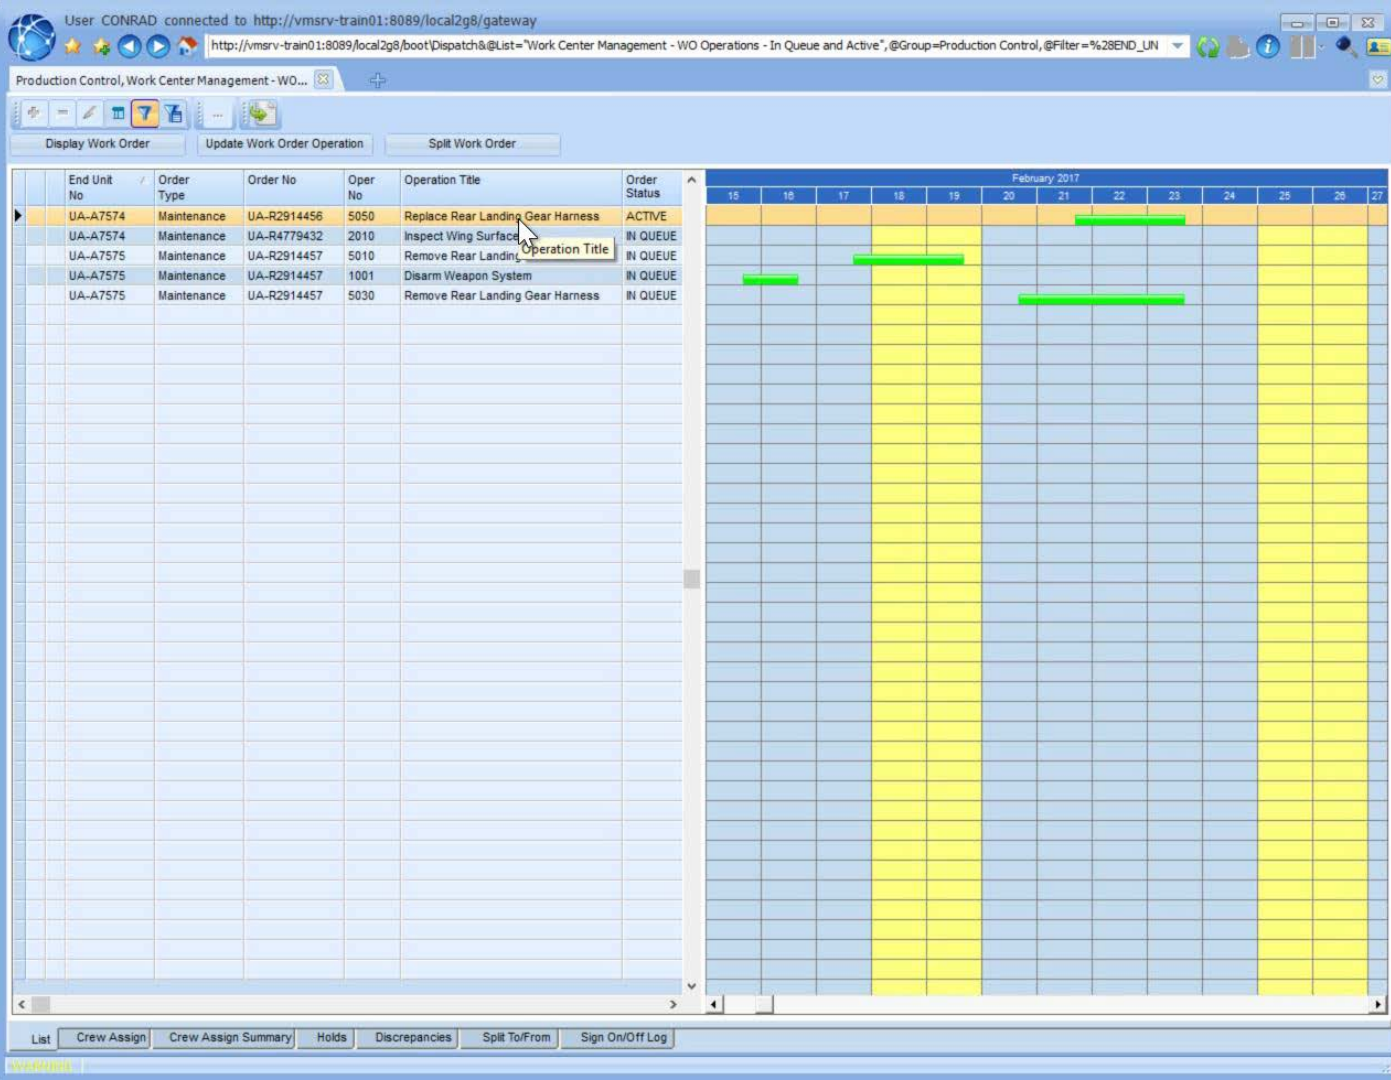 User CONRAD connected to http://vmsrv-train01:8089/local2g8/gateway
http://vmsrv-train01:8089/local2g8/boot\Dispatch&@List="Work Center Management - WO Operations - In Queue and Active",@Group=Production Control,@Filter=%28END_UN
Production Control, Work Center Management - WO...
Display Work Order Update Work Order Operation Split Work Order
End Unit No / Order Type Order No Oper No Operation Title Order Status February 2017
15 16 17 18 19 20 21 22 23 24 25 26 27
UA-A7574 Maintenance UA-R2914456 5050 Replace Rear Landing Gear Harness ACTIVE
UA-A7574 Maintenance UA-R4779432 2010 Inspect Wing Surface IN QUEUE
Operation Title
UA-A7575 Maintenance UA-R2914457 5010 Remove Rear Landing IN QUEUE
UA-A7575 Maintenance UA-R2914457 1001 Disarm Weapon System IN QUEUE
UA-A7575 Maintenance UA-R2914457 5030 Remove Rear Landing Gear Harness IN QUEUE
List Crew Assign Crew Assign Summary Holds Discrepancies Split To/From Sign On/Off Log